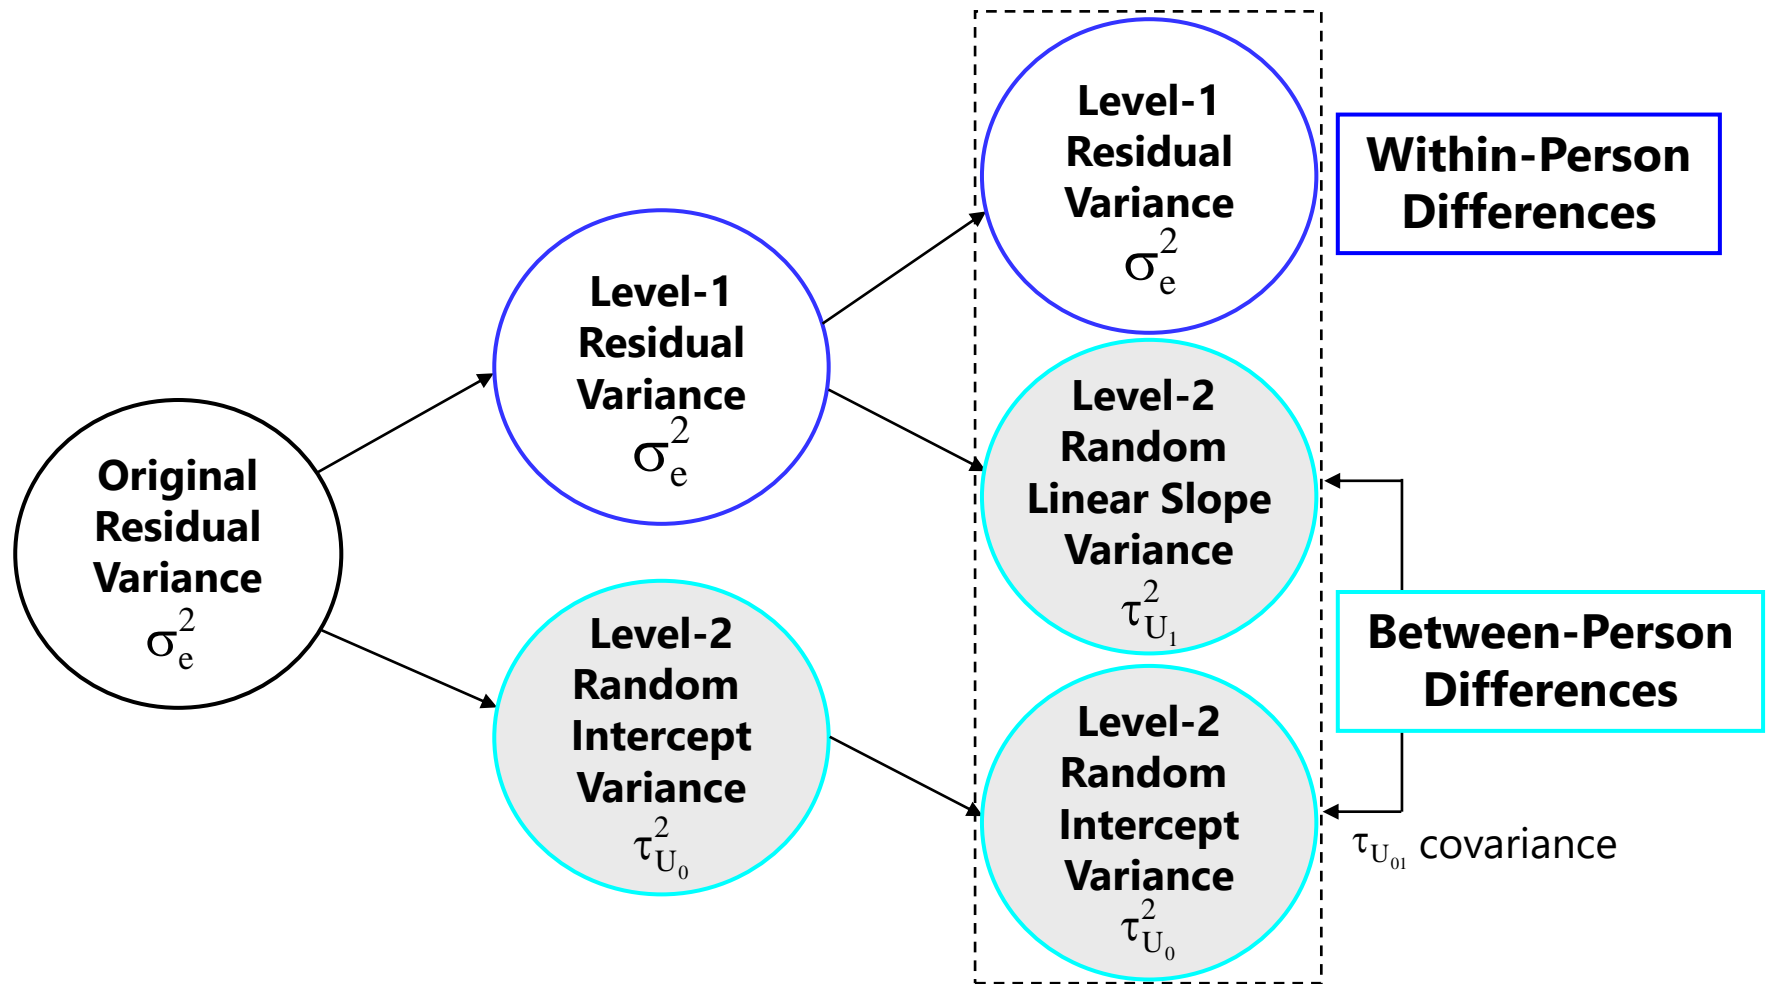 Original
Residual
Variance
σ²ₑ
Level-1
Residual
Variance
σ²ₑ
Level-2
Random
Intercept
Variance
τ²U₀
Level-1
Residual
Variance
σ²ₑ
Level-2
Random
Linear Slope
Variance
τ²U₁
Level-2
Random
Intercept
Variance
τ²U₀
Within-Person
Differences
Between-Person
Differences
τU₀₁ covariance